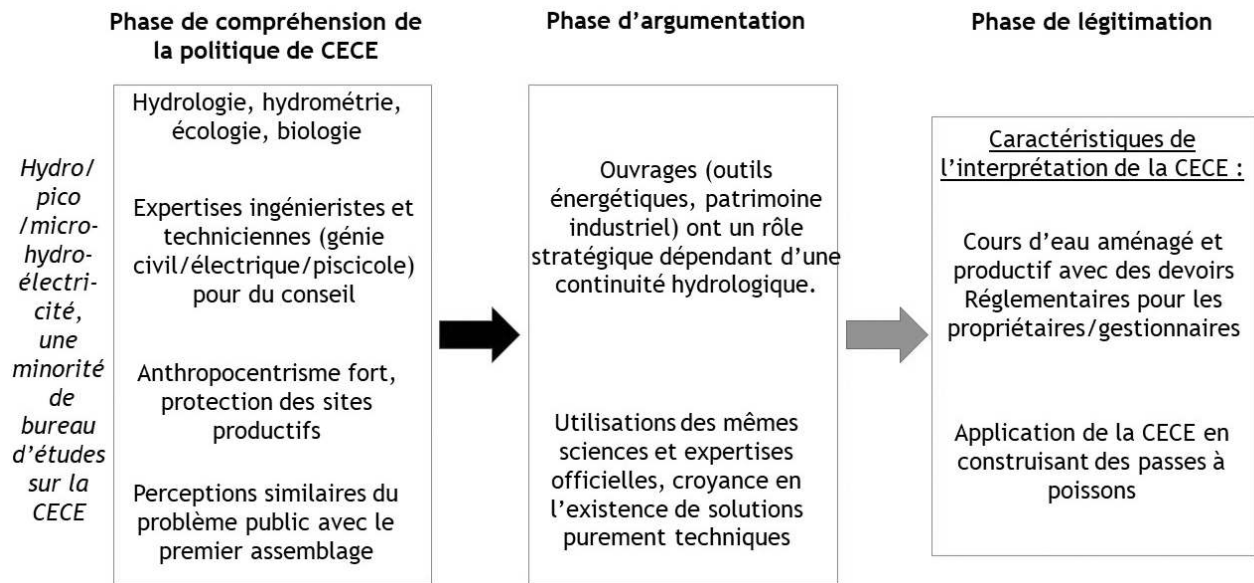 Phase de compréhension de
la politique de CECE
Phase d'argumentation
Phase de légitimation
Hydro/
pico
/micro-
hydro-
électri-
cité,
une
minorité
de
bureau
d'études
sur la
CECE
Hydrologie, hydrométrie,
écologie, biologie
Expertises ingénieristes et
techniciennes (génie
civil/électrique/piscicole)
pour du conseil
Anthropocentrisme fort,
protection des sites
productifs
Perceptions similaires du
problème public avec le
premier assemblage
Ouvrages (outils
énergétiques, patrimoine
industriel) ont un rôle
stratégique dépendant d'une
continuité hydrologique.
Utilisations des mêmes
sciences et expertises
officielles, croyance en
l'existence de solutions
purement techniques
Caractéristiques de
l'interprétation de la CECE :
Cours d'eau aménagé et
productif avec des devoirs
Réglementaires pour les
propriétaires/gestionnaires
Application de la CECE en
construisant des passes à
poissons